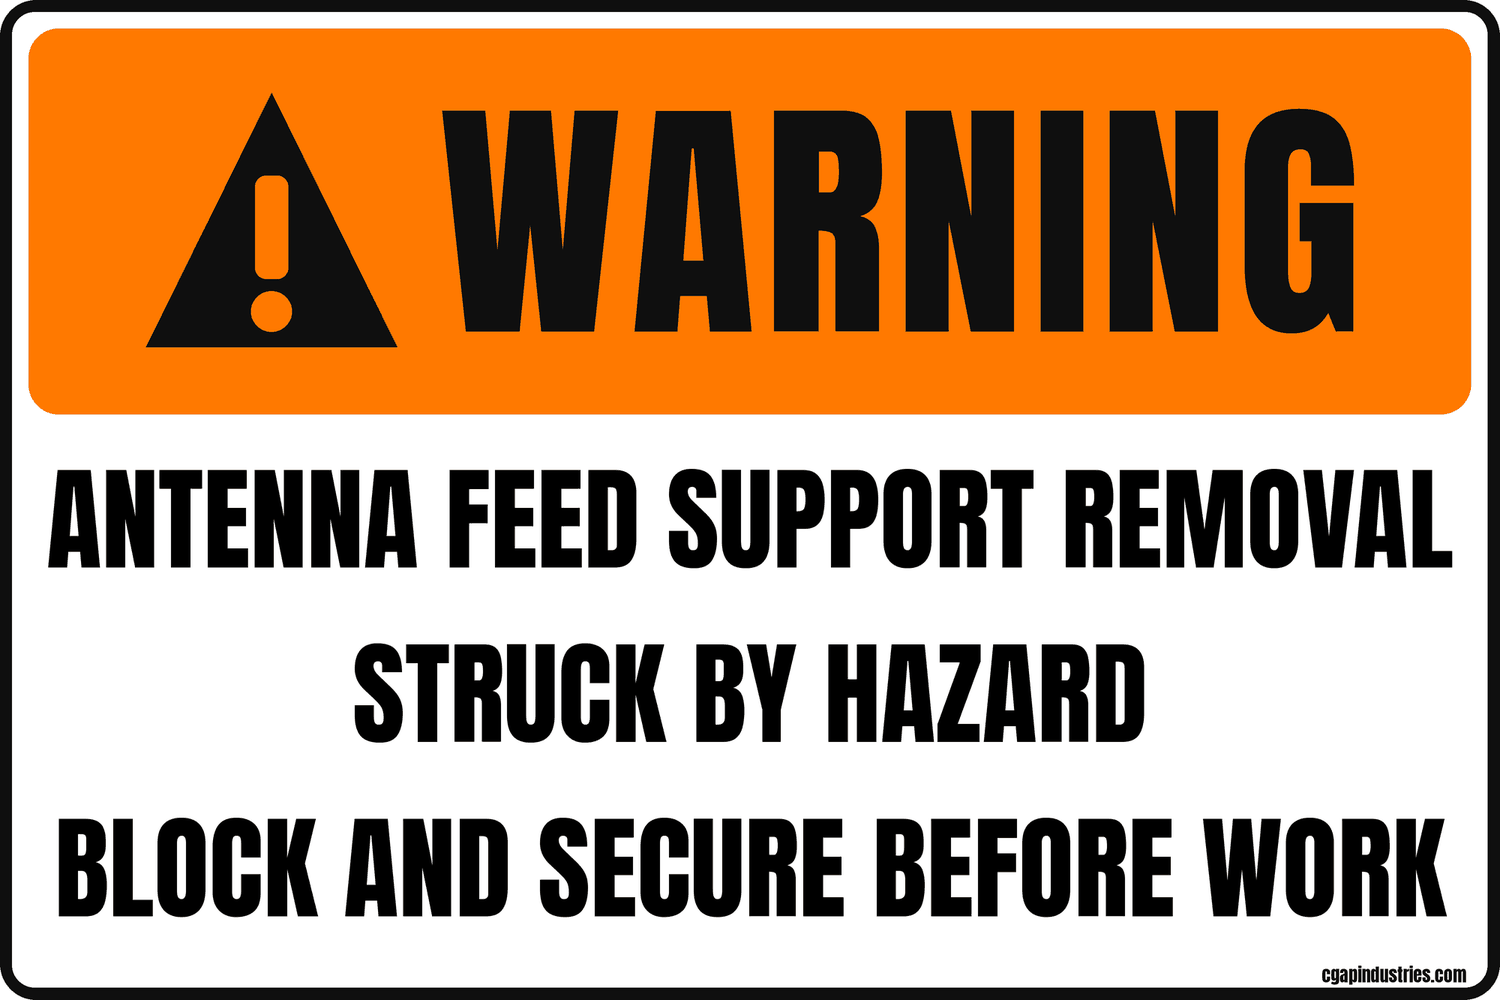 WARNING
ANTENNA FEED SUPPORT REMOVAL
STRUCK BY HAZARD
BLOCK AND SECURE BEFORE WORK
cgapindustries.com